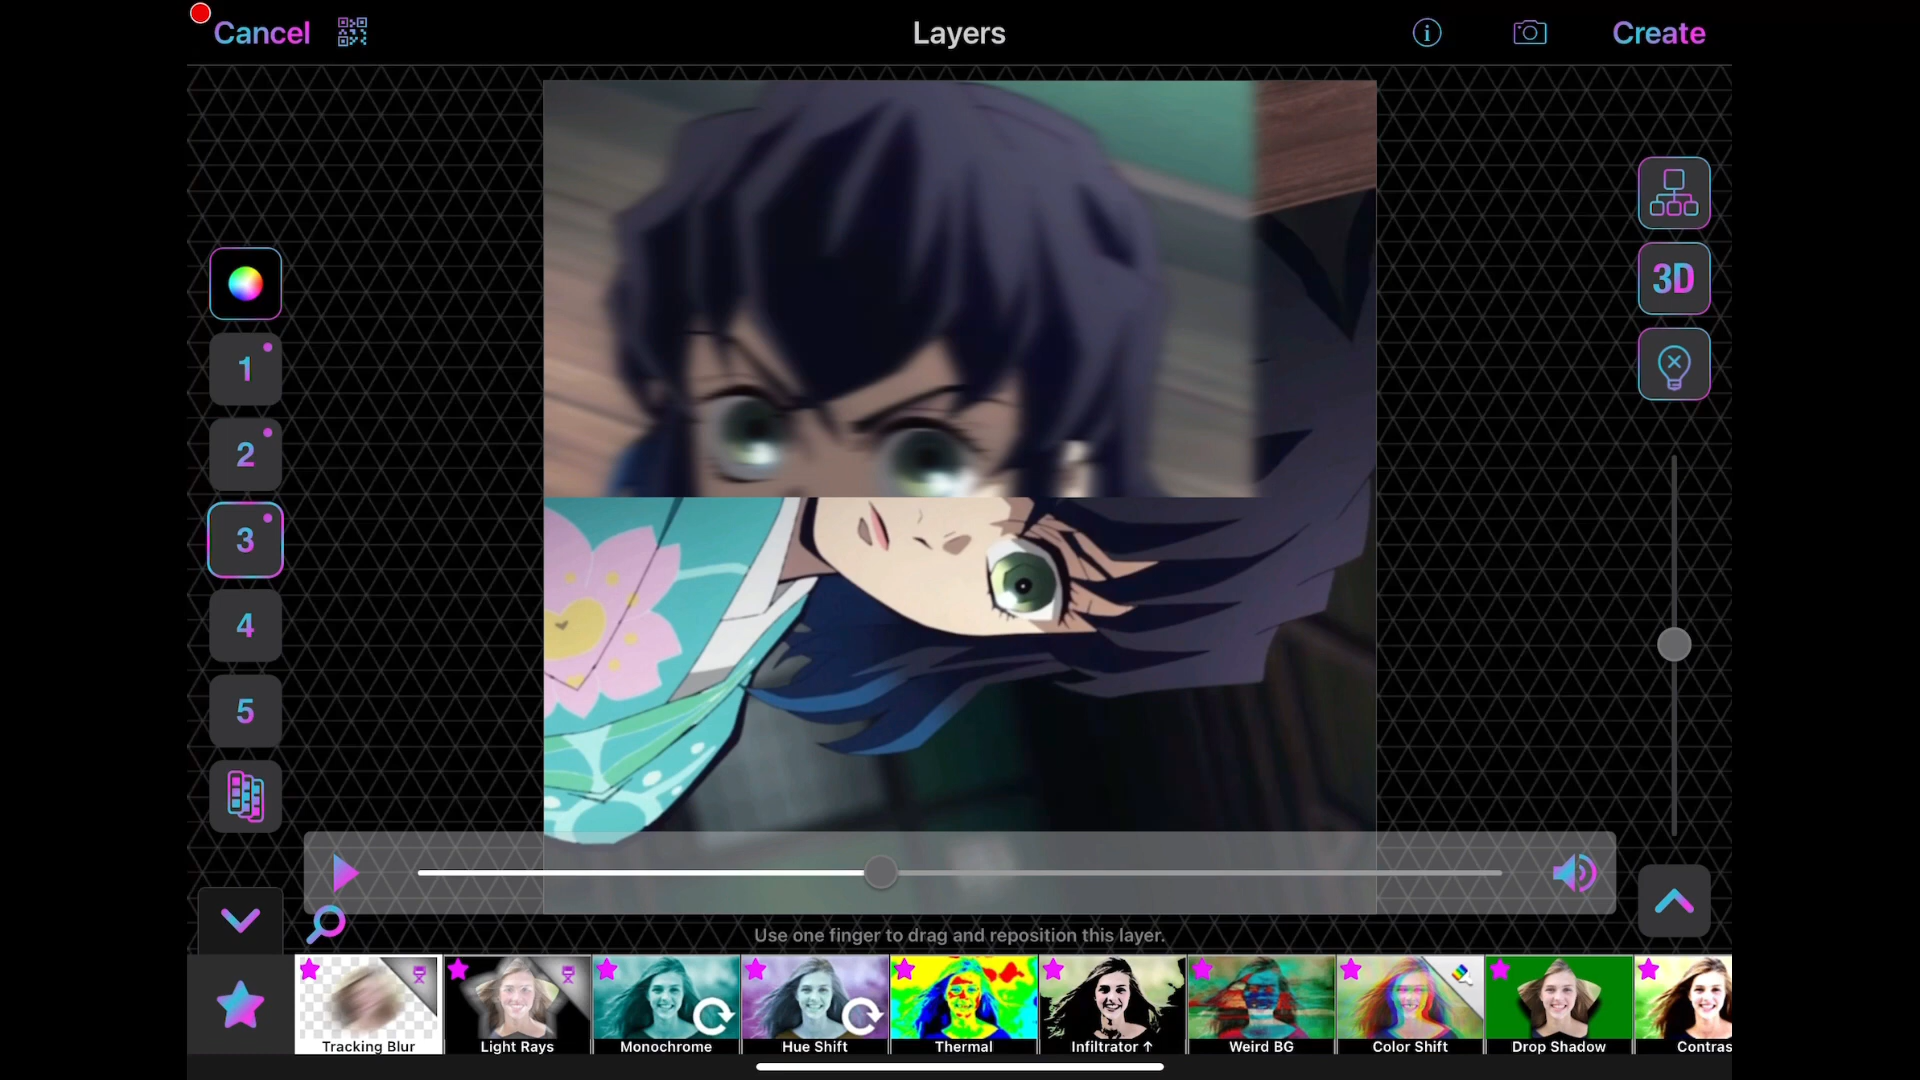 Cancel
Layers
Create
3D
1
2
3
4
5
Use one finger to drag and reposition this layer.
Tracking Blur
Light Rays
Monochrome
Hue Shift
Thermal
Infiltrator ↑
Weird BG
Color Shift
Drop Shadow
Contras